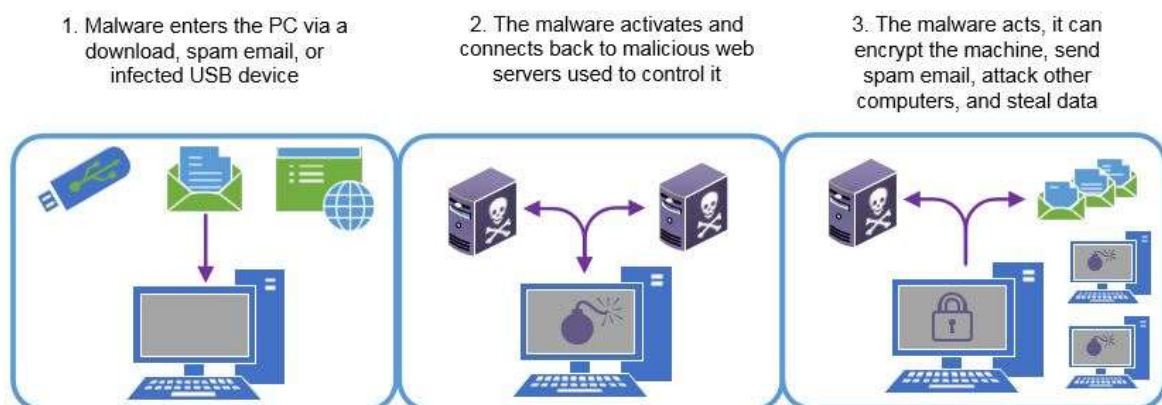 1. Malware enters the PC via a
download, spam email, or
infected USB device
2. The malware activates and
connects back to malicious web
servers used to control it
3. The malware acts, it can
encrypt the machine, send
spam email, attack other
computers, and steal data